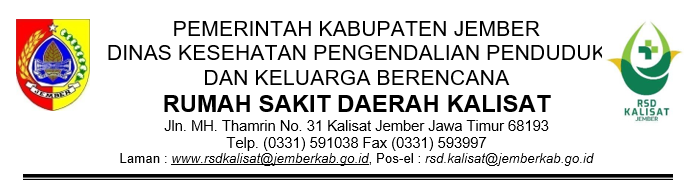 PEMERINTAH KABUPATEN JEMBER
DINAS KESEHATAN PENGENDALIAN PENDUDUK
DAN KELUARGA BERENCANA
RUMAH SAKIT DAERAH KALISAT
Jln. MH. Thamrin No. 31 Kalisat Jember Jawa Timur 68193
Telp. (0331) 591038 Fax (0331) 593997
Laman : www.rsdkalisat@jemberkab.go.id, Pos-el : rsd.kalisat@jemberkab.go.id
JEMBER
RSD
KALISAT
JEMBER